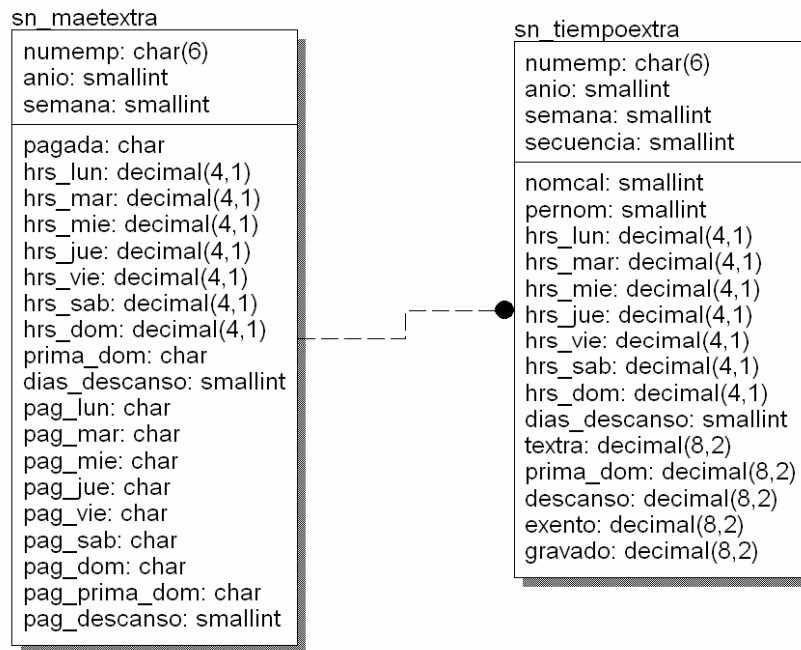 sn_maetextra
numemp: char(6)
anio: smallint
semana: smallint
pagada: char
hrs_lun: decimal(4,1)
hrs_mar: decimal(4,1)
hrs_mie: decimal(4,1)
hrs_jue: decimal(4,1)
hrs_vie: decimal(4,1)
hrs_sab: decimal(4,1)
hrs_dom: decimal(4,1)
prima_dom: char
dias_descanso: smallint
pag_lun: char
pag_mar: char
pag_mie: char
pag_jue: char
pag_vie: char
pag_sab: char
pag_dom: char
pag_prima_dom: char
pag_descanso: smallint
sn_tiempoextra
numemp: char(6)
anio: smallint
semana: smallint
secuencia: smallint
nomcal: smallint
pernom: smallint
hrs_lun: decimal(4,1)
hrs_mar: decimal(4,1)
hrs_mie: decimal(4,1)
hrs_jue: decimal(4,1)
hrs_vie: decimal(4,1)
hrs_sab: decimal(4,1)
hrs_dom: decimal(4,1)
dias_descanso: smallint
textra: decimal(8,2)
prima_dom: decimal(8,2)
descanso: decimal(8,2)
exento: decimal(8,2)
gravado: decimal(8,2)